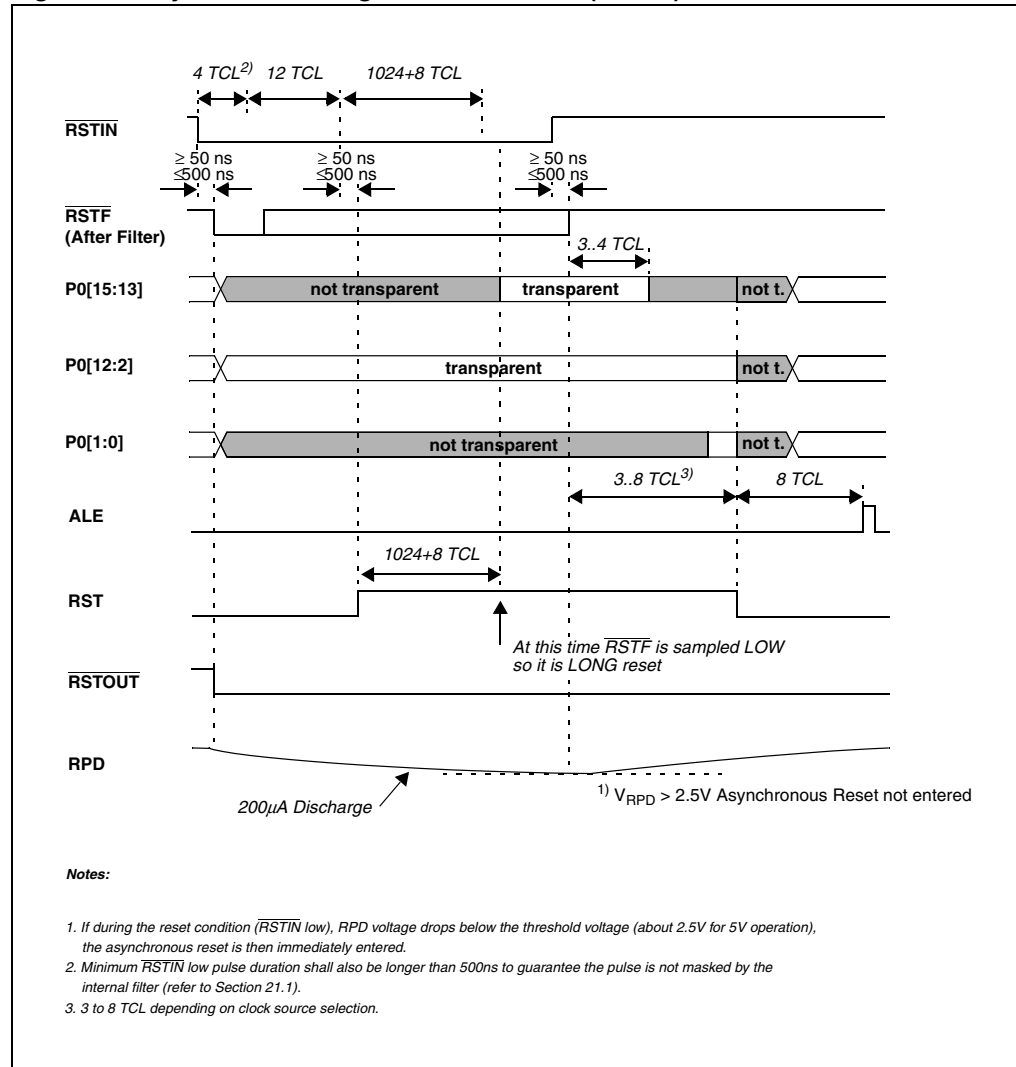 4 TCL2) 12 TCL 1024+8 TCL
RSTIN
≥ 50 ns ≥ 50 ns ≥ 50 ns
≤500 ns ≤500 ns ≤500 ns
RSTF
(After Filter)
3..4 TCL
P0[15:13] not transparent transparent not t.
P0[12:2] transparent not t.
P0[1:0] not transparent not t.
3..8 TCL3) 8 TCL
ALE
1024+8 TCL
RST
At this time RSTF is sampled LOW
so it is LONG reset
RSTOUT
RPD
200µA Discharge
1) VRPD > 2.5V Asynchronous Reset not entered
Notes:
1. If during the reset condition (RSTIN low), RPD voltage drops below the threshold voltage (about 2.5V for 5V operation),
the asynchronous reset is then immediately entered.
2. Minimum RSTIN low pulse duration shall also be longer than 500ns to guarantee the pulse is not masked by the
internal filter (refer to Section 21.1).
3. 3 to 8 TCL depending on clock source selection.